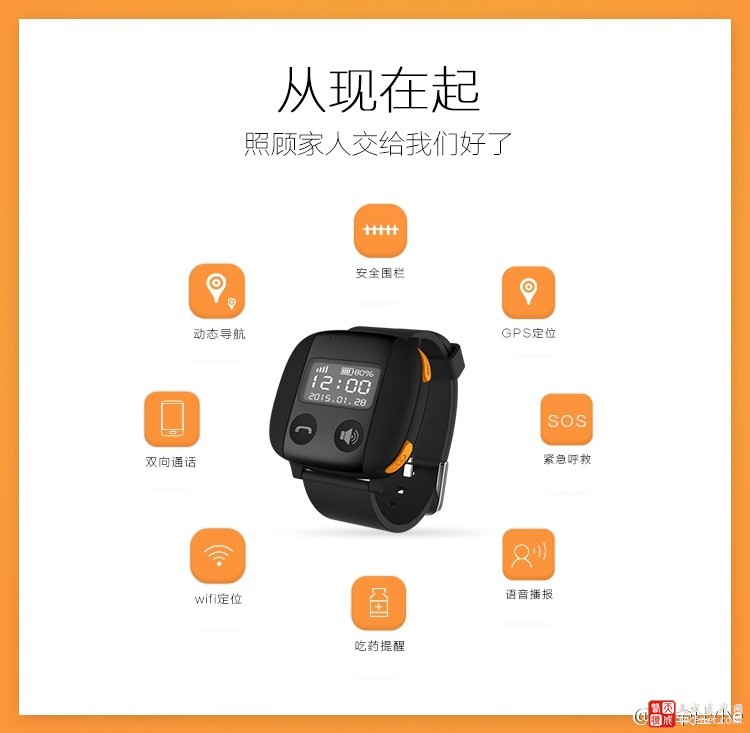 从现在起
照顾家人交给我们好了
安全围栏
动态导航
GPS定位
80%
12:00
2015.01.28
双向通话
SOS
紧急呼救
wifi定位
语音播报
吃药提醒